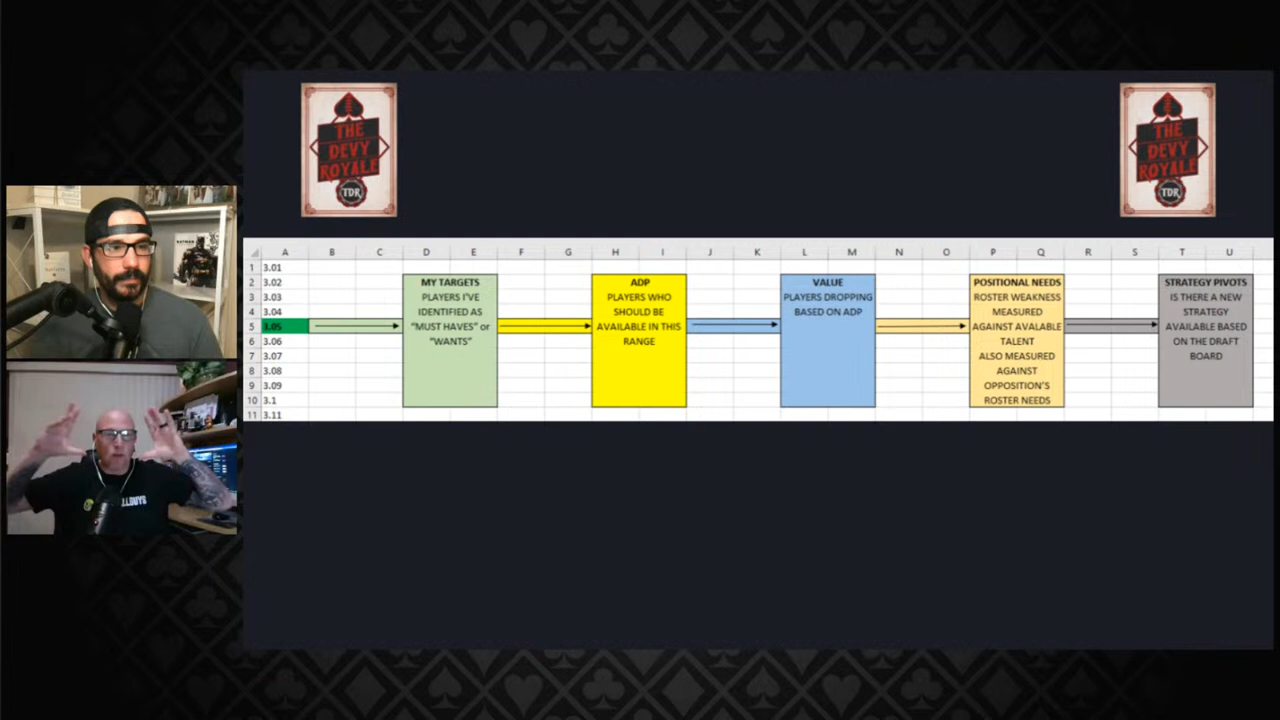 THE
DEVY
ROYALE
TDR
THE
DEVY
ROYALE
TDR
A B C D E F G H I J K L M N O P Q R S T U
1 3.01
2 3.02
3 3.03
4 3.04
5 3.05
6 3.06
7 3.07
8 3.08
9 3.09
10 3.1
11 3.11
MY TARGETS
PLAYERS I'VE
IDENTIFIED AS
"MUST HAVES" or
"WANTS"
ADP
PLAYERS WHO
SHOULD BE
AVAILABLE IN THIS
RANGE
VALUE
PLAYERS DROPPING
BASED ON ADP
POSITIONAL NEEDS
ROSTER WEAKNESS
MEASURED
AGAINST AVALABLE
TALENT
ALSO MEASURED
AGAINST
OPPOSITION'S
ROSTER NEEDS
STRATEGY PIVOTS
IS THERE A NEW
STRATEGY
AVAILABLE BASED
ON THE DRAFT
BOARD
BATMAN